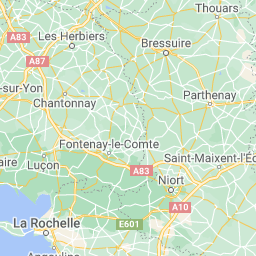 Thouars
A83
Les Herbiers
Bressuire
A87
-sur-Yon
Chantonnay
Parthenay
Fontenay-le-Comte
aire
Luçon
A83
Saint-Maixent-l'É
Niort
A10
La Rochelle
E601
Angoulins